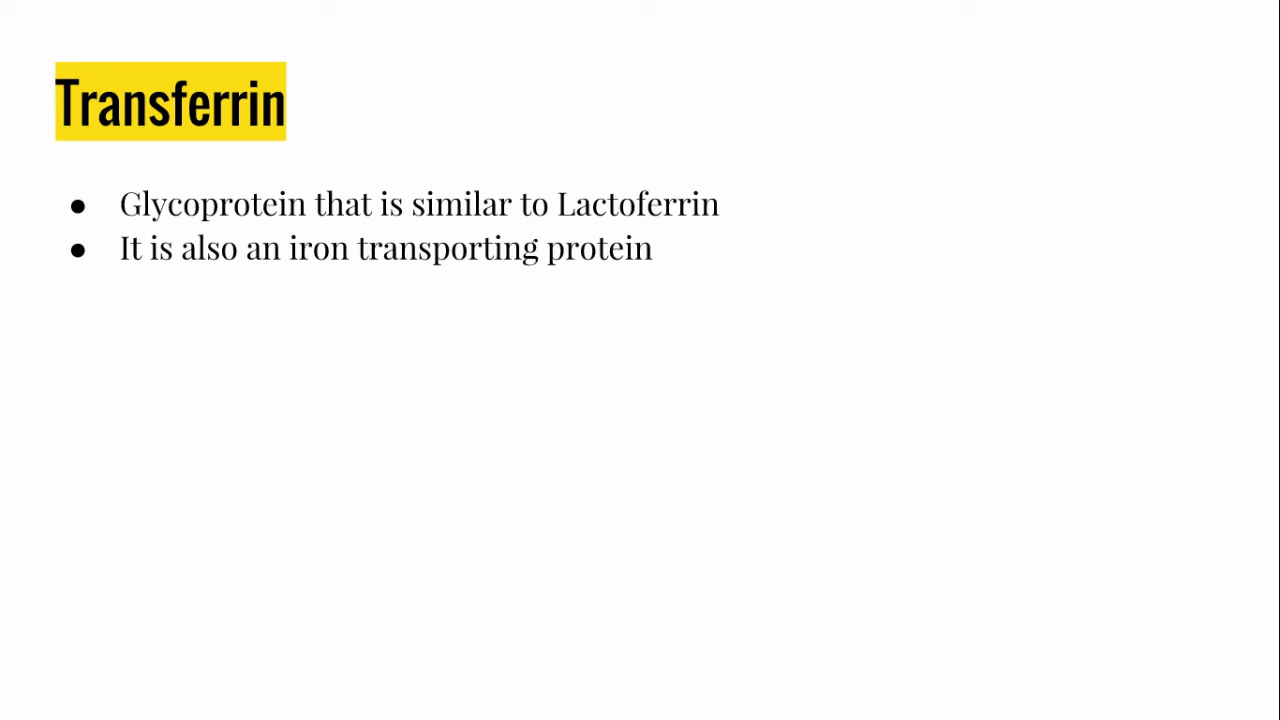 Transferrin
● Glycoprotein that is similar to Lactoferrin
● It is also an iron transporting protein